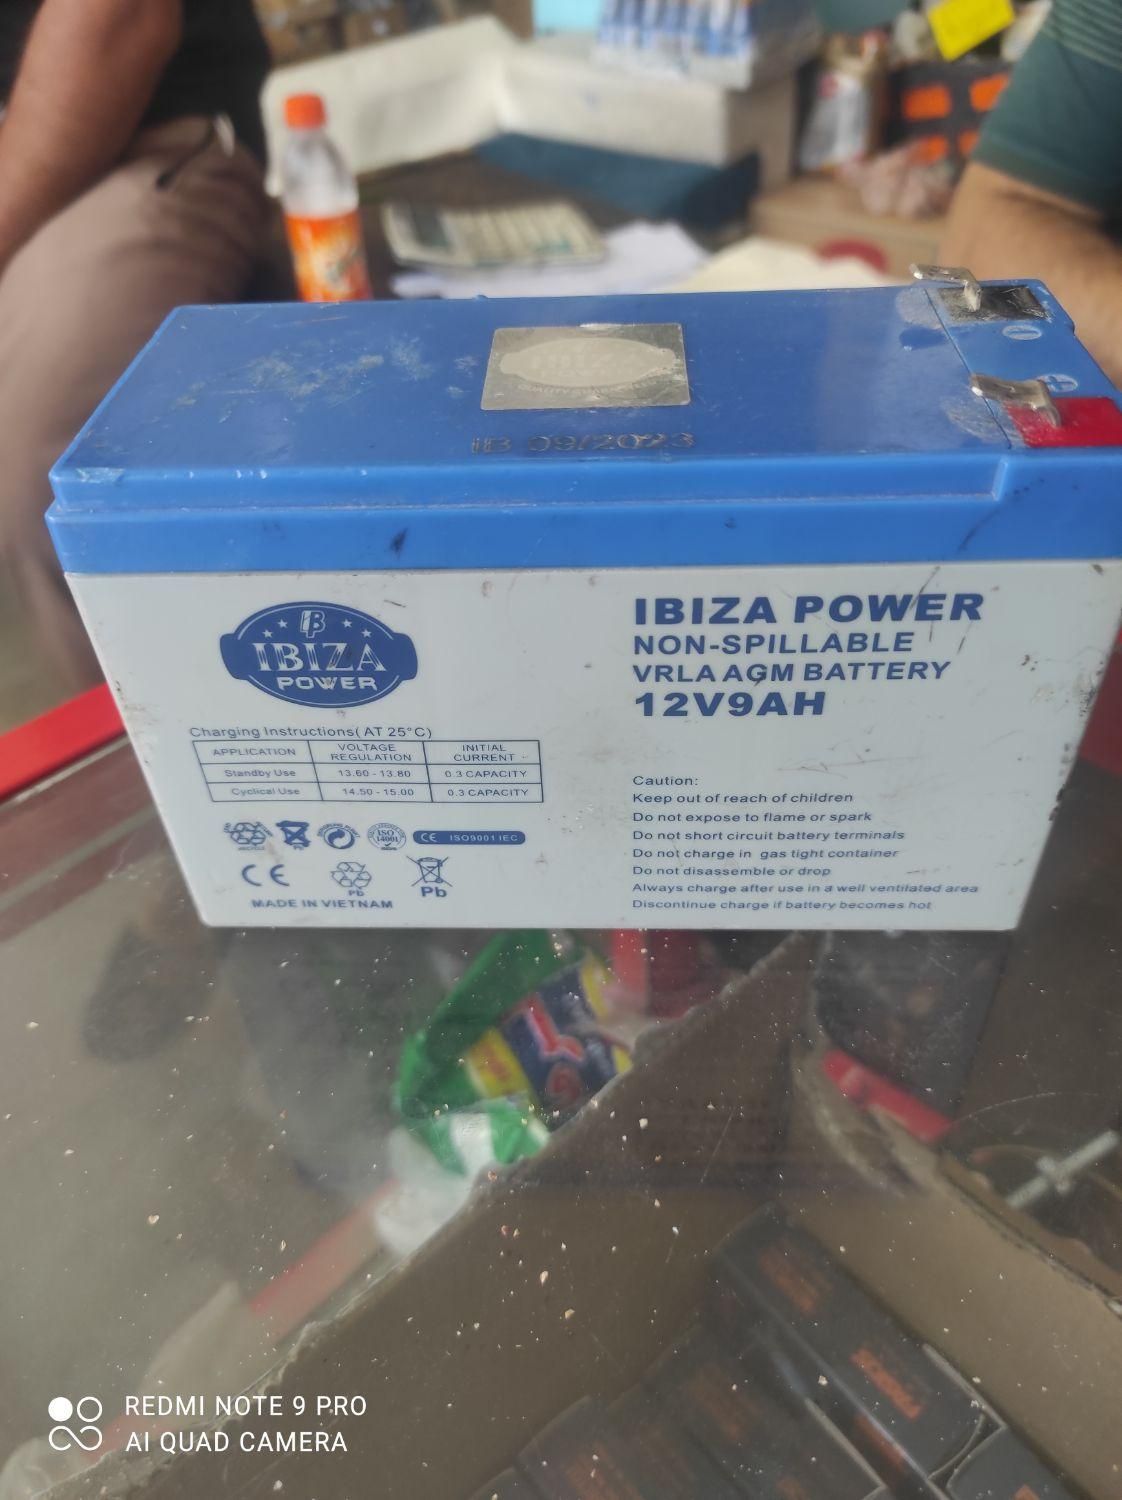 IBIZA
IB 09/2023
IB
IBIZA
POWER
IBIZA POWER
NON-SPILLABLE
VRLA AGM BATTERY
12V9AH
Charging Instructions( AT 25°C)
APPLICATION VOLTAGE REGULATION INITIAL CURRENT
Standby Use 13.60 - 13.80 0.3 CAPACITY
Cyclical Use 14.50 - 15.00 0.3 CAPACITY
Pb ISO 14001 CE ISO9001 IEC
CE Pb Pb
MADE IN VIETNAM
Caution:
Keep out of reach of children
Do not expose to flame or spark
Do not short circuit battery terminals
Do not charge in gas tight container
Do not disassemble or drop
Always charge after use in a well ventilated area
Discontinue charge if battery becomes hot
REDMI NOTE 9 PRO
AI QUAD CAMERA